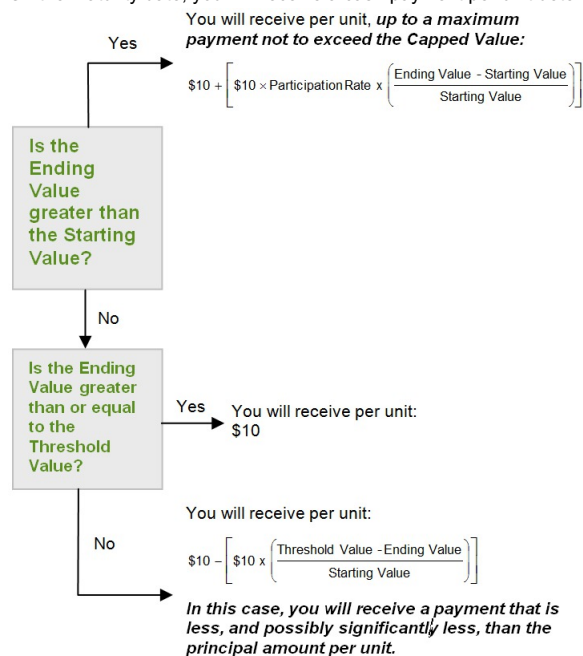 You will receive per unit, up to a maximum
payment not to exceed the Capped Value:
Yes
$10 + [$10 × Participation Rate x (Ending Value - Starting Value / Starting Value)]
Is the
Ending
Value
greater than
the Starting
Value?
No
Is the Ending
Value greater
than or equal
to the
Threshold
Value?
Yes
You will receive per unit:
$10
You will receive per unit:
No
$10 – [$10 x (Threshold Value - Ending Value / Starting Value)]
In this case, you will receive a payment that is
less, and possibly significantly less, than the
principal amount per unit.